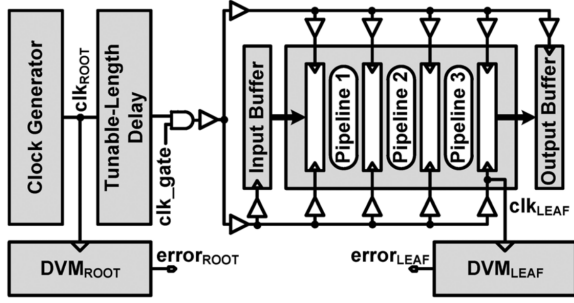 Clock Generator
clkROOT
Tunable-Length
Delay
clk_gate
Input Buffer
Pipeline 1
Pipeline 2
Pipeline 3
Output Buffer
clkLEAF
DVMROOT
errorROOT
errorLEAF
DVMLEAF